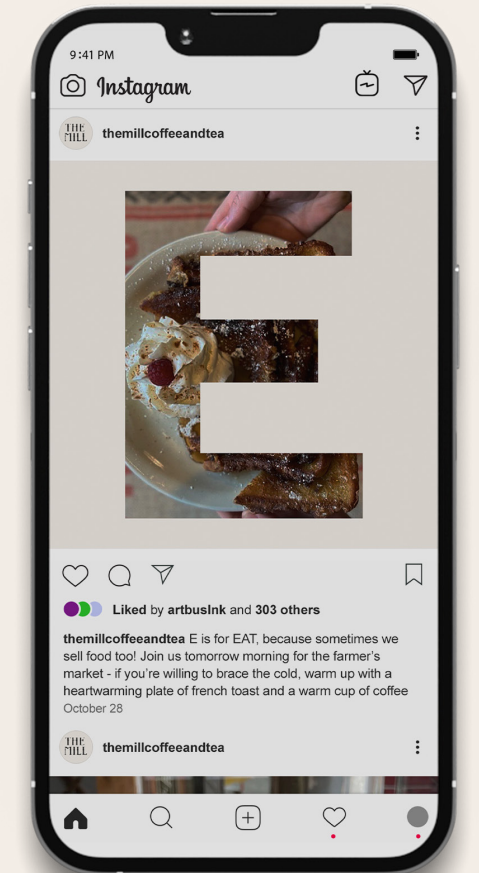 9:41 PM
Instagram
THE
MILL
themillcoffeeandtea
E
Liked by artbuslnk and 303 others
themillcoffeeandtea E is for EAT, because sometimes we
sell food too! Join us tomorrow morning for the farmer's
market - if you're willing to brace the cold, warm up with a
heartwarming plate of french toast and a warm cup of coffee
October 28
THE
MILL
themillcoffeeandtea